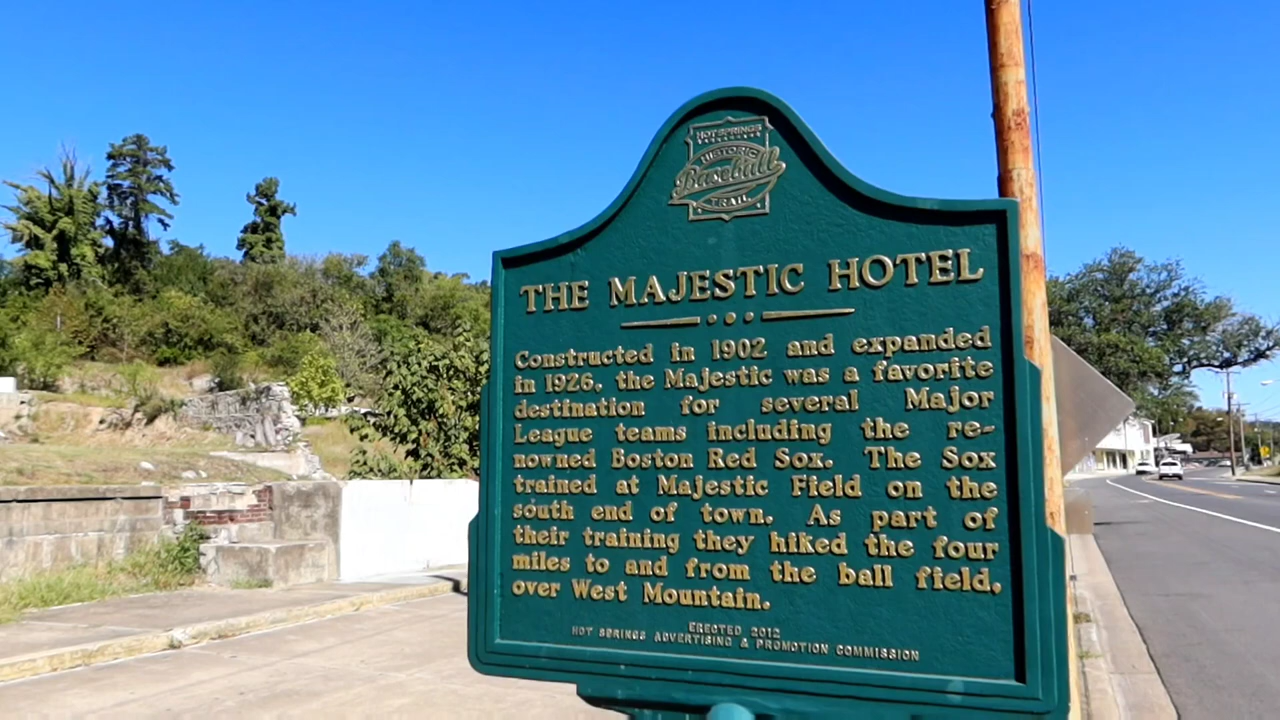 HOT SPRINGS
HISTORIC
Baseball
TRAIL
THE MAJESTIC HOTEL
Constructed in 1902 and expanded
in 1926, the Majestic was a favorite
destination for several Major
League teams including the re-
nowned Boston Red Sox. The Sox
trained at Majestic Field on the
south end of town. As part of
their training they hiked the four
miles to and from the ball field,
over West Mountain.
ERECTED 2012
HOT SPRINGS ADVERTISING & PROMOTION COMMISSION